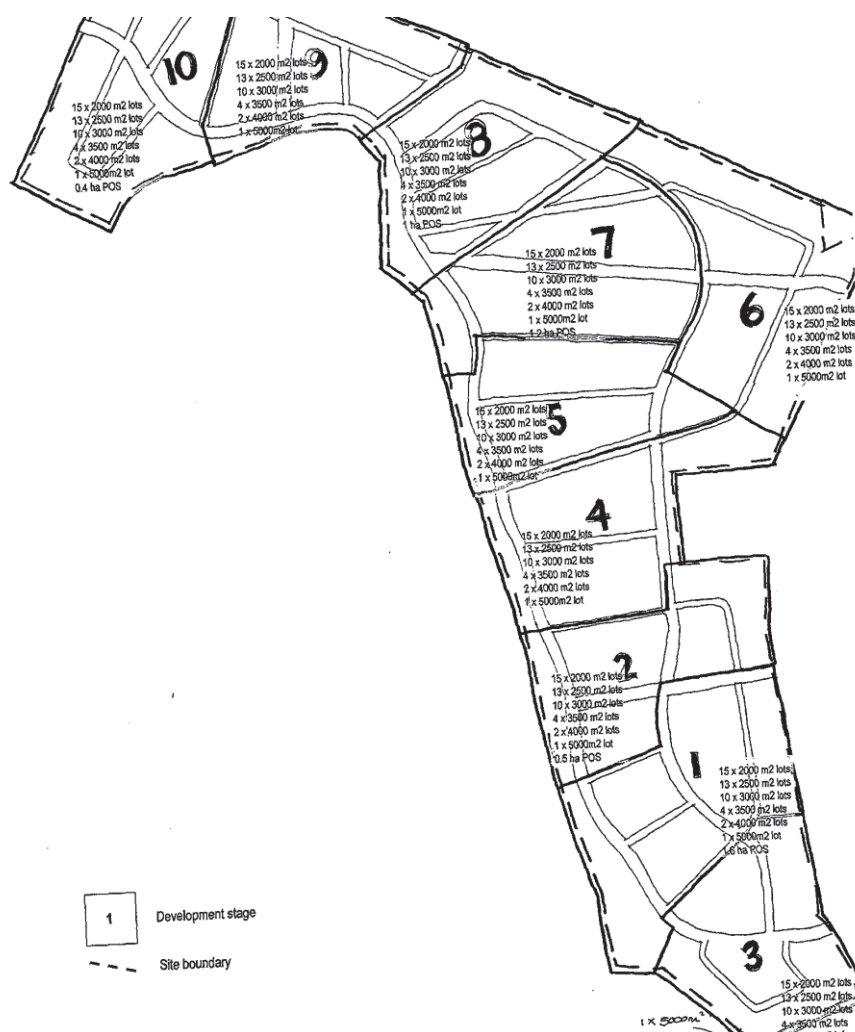 10
15 x 2000 m2 lots
13 x 2500 m2 lots
10 x 3000 m2 lots
4 x 3500 m2 lots
2 x 4000 m2 lots
1 x 5000m2 lot
0.4 ha POS
9
15 x 2000 m2 lots
13 x 2500 m2 lots
10 x 3000 m2 lots
4 x 3500 m2 lots
2 x 4000 m2 lots
1 x 5000m2 lot
8
15 x 2000 m2 lots
13 x 2500 m2 lots
10 x 3000 m2 lots
4 x 3500 m2 lots
2 x 4000 m2 lots
1 x 5000m2 lot
1 ha POS
7
15 x 2000 m2 lots
13 x 2500 m2 lots
10 x 3000 m2 lots
4 x 3500 m2 lots
2 x 4000 m2 lots
1 x 5000m2 lot
1.2 ha POS
6
15 x 2000 m2 lots
13 x 2500 m2 lots
10 x 3000 m2 lots
4 x 3500 m2 lots
2 x 4000 m2 lots
1 x 5000m2 lot
5
15 x 2000 m2 lots
13 x 2500 m2 lots
10 x 3000 m2 lots
4 x 3500 m2 lots
2 x 4000 m2 lots
1 x 5000m2 lot
4
15 x 2000 m2 lots
13 x 2500 m2 lots
10 x 3000 m2 lots
4 x 3500 m2 lots
2 x 4000 m2 lots
1 x 5000m2 lot
2
15 x 2000 m2 lots
13 x 2500 m2 lots
10 x 3000 m2 lots
4 x 3500 m2 lots
2 x 4000 m2 lots
1 x 5000m2 lot
0.5 ha POS
1
15 x 2000 m2 lots
13 x 2500 m2 lots
10 x 3000 m2 lots
4 x 3500 m2 lots
2 x 4000 m2 lots
1 x 5000m2 lot
1.6 ha POS
1 Development stage
Site boundary
3
15 x 2000 m2 lots
13 x 2500 m2 lots
10 x 3000 m2 lots
4 x 3500 m2 lots
1 x 5000m²